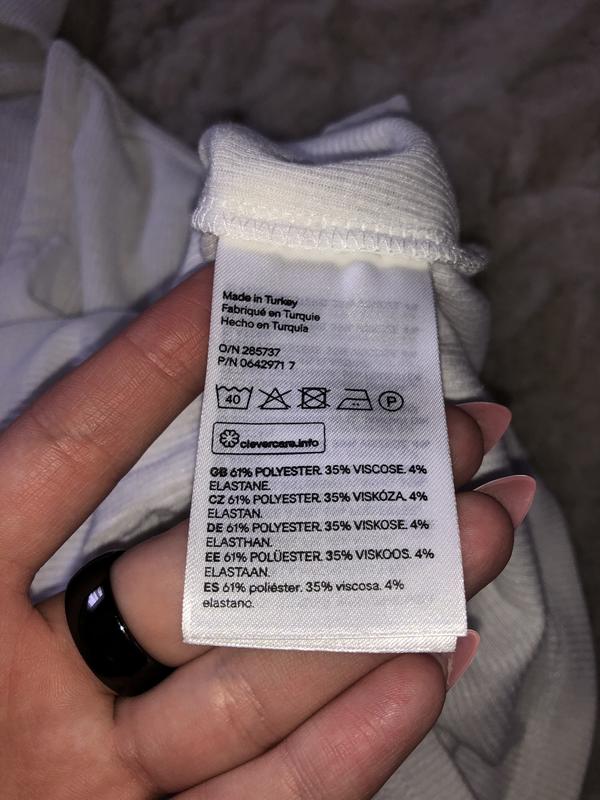 Made in Turkey
Fabriqué en Turquie
Hecho en Turquía
O/N 285737
P/N 0642971 7
40
P
clevercare.info
GB 61% POLYESTER. 35% VISCOSE. 4%
ELASTANE.
CZ 61% POLYESTER. 35% VISKÓZA. 4%
ELASTAN.
DE 61% POLYESTER. 35% VISKOSE. 4%
ELASTHAN.
EE 61% POLÜESTER. 35% VISKOOS. 4%
ELASTAAN.
ES 61% poliéster. 35% viscosa. 4%
elastano.